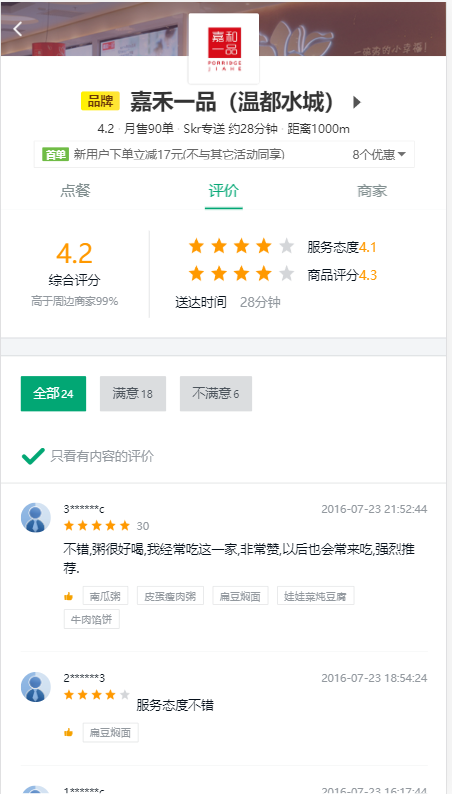 一碗粥的小幸福！
嘉和
一品
PORRIDGE
JIAHE
品牌 嘉禾一品（温都水城）
4.2 · 月售90单 · Skr专送 约28分钟 · 距离1000m
首单 新用户下单立减17元(不与其它活动同享) 8个优惠
点餐 评价 商家
4.2
综合评分
高于周边商家99%
服务态度4.1
商品评分4.3
送达时间 28分钟
全部24 满意18 不满意6
只看有内容的评价
3******c 2016-07-23 21:52:44
30
不错,粥很好喝,我经常吃这一家,非常赞,以后也会常来吃,强烈推
荐.
南瓜粥 皮蛋瘦肉粥 扁豆焖面 娃娃菜炖豆腐
牛肉馅饼
2******3 2016-07-23 18:54:24
服务态度不错
扁豆焖面
1******c 2016-07-23 16:17:44